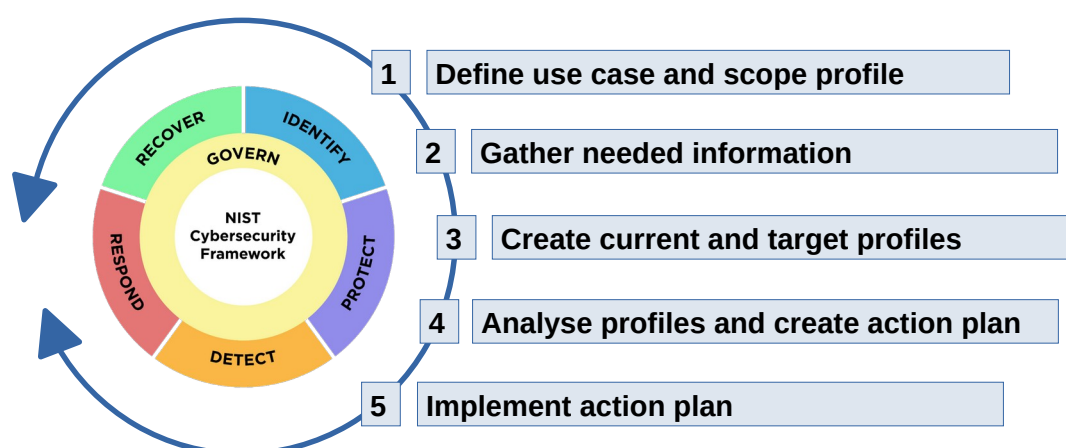 1 Define use case and scope profile
2 Gather needed information
3 Create current and target profiles
4 Analyse profiles and create action plan
5 Implement action plan
RECOVER
IDENTIFY
GOVERN
NIST
Cybersecurity
Framework
RESPOND
PROTECT
DETECT